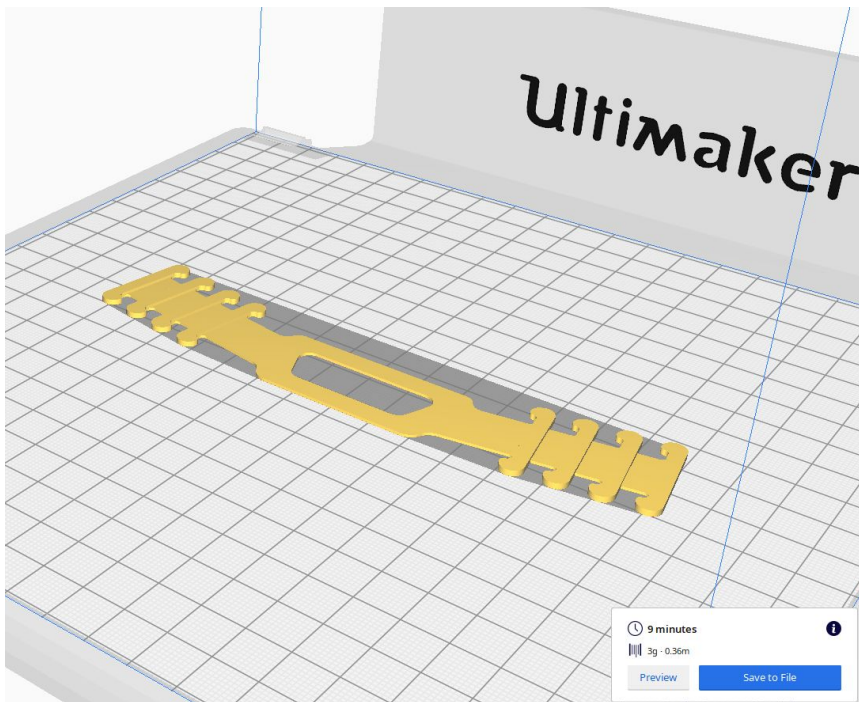 Ultimaker
9 minutes
3g · 0.36m
Preview
Save to File